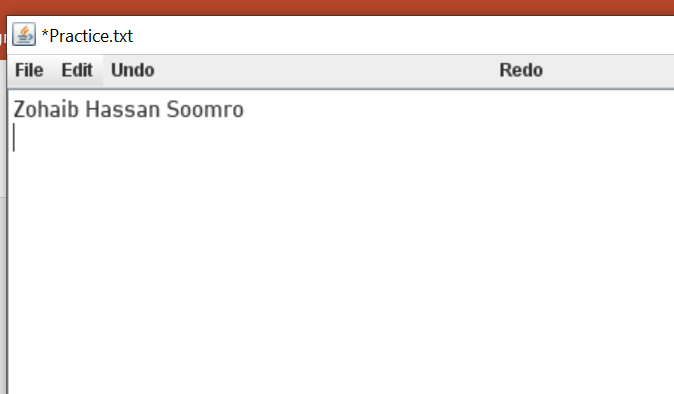 *Practice.txt
File Edit Undo Redo
Zohaib Hassan Soomro